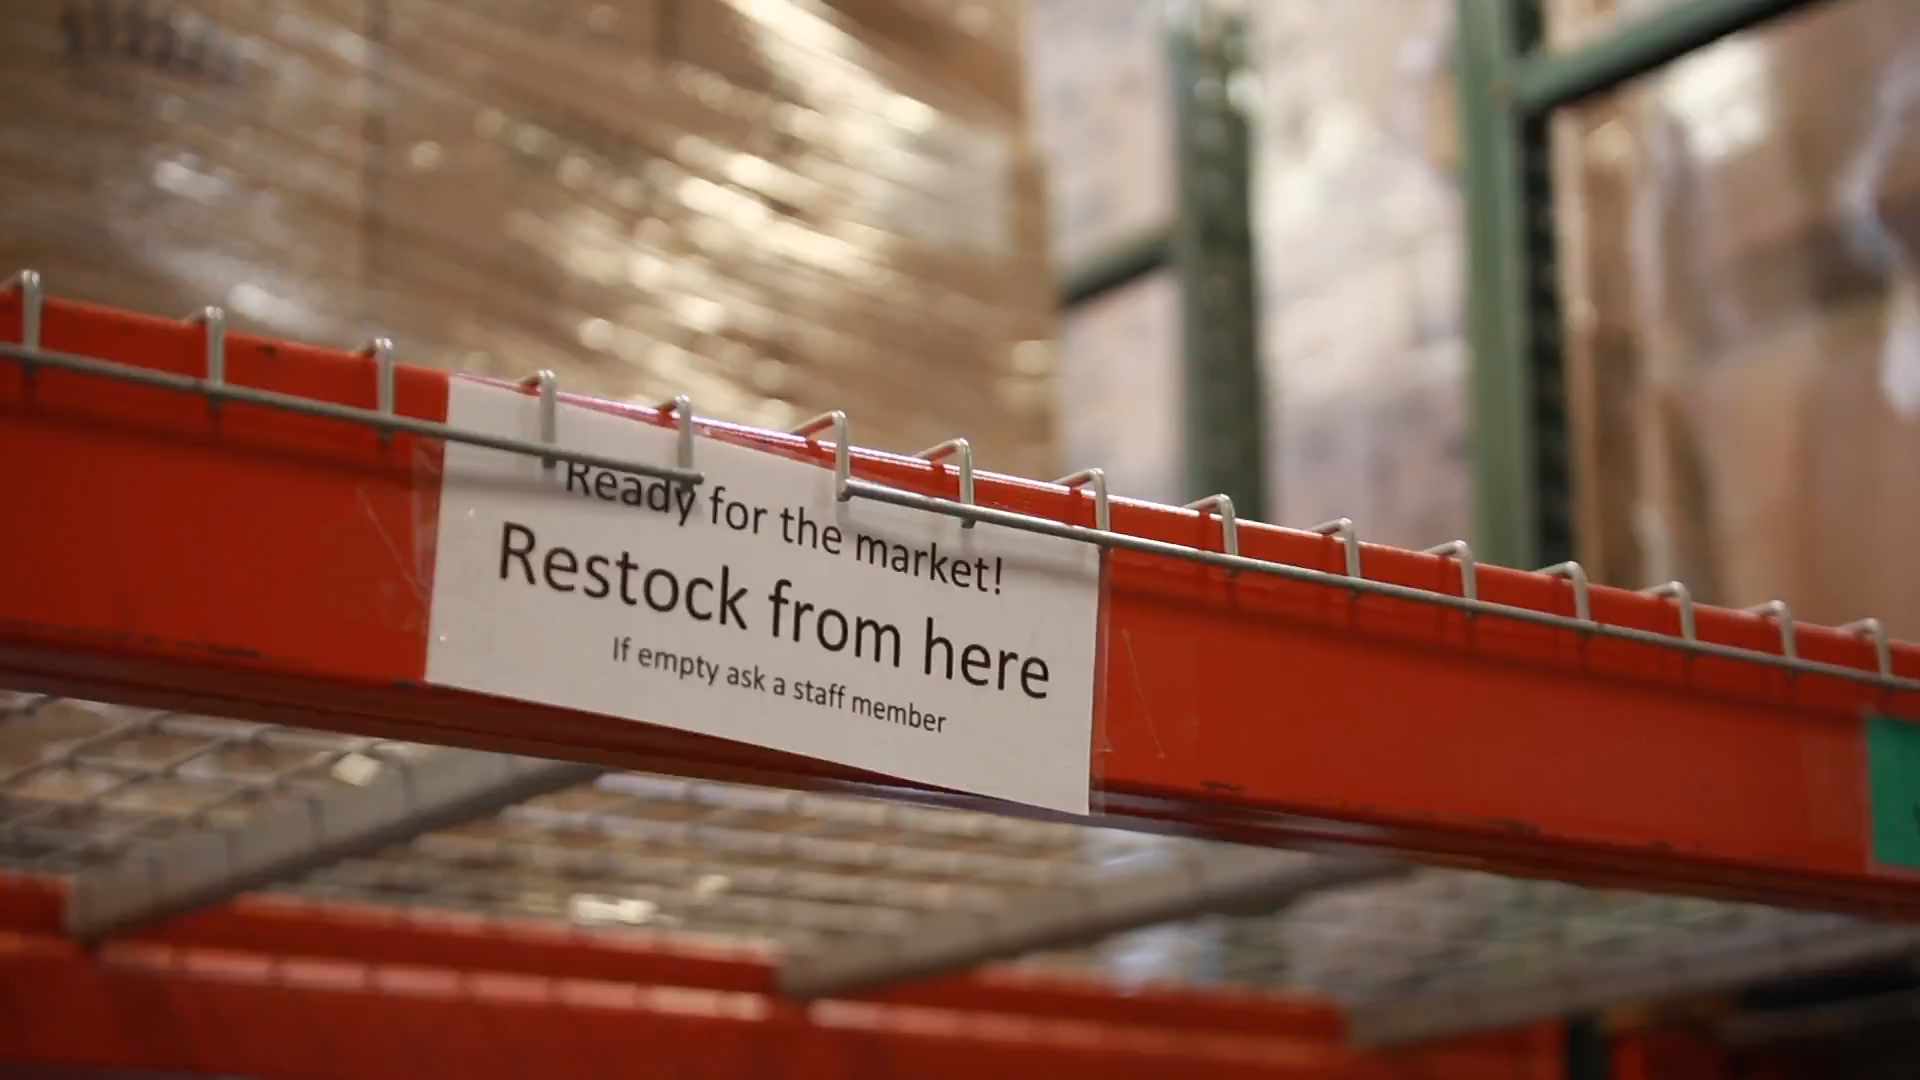 Ready for the market!
Restock from here
If empty ask a staff member